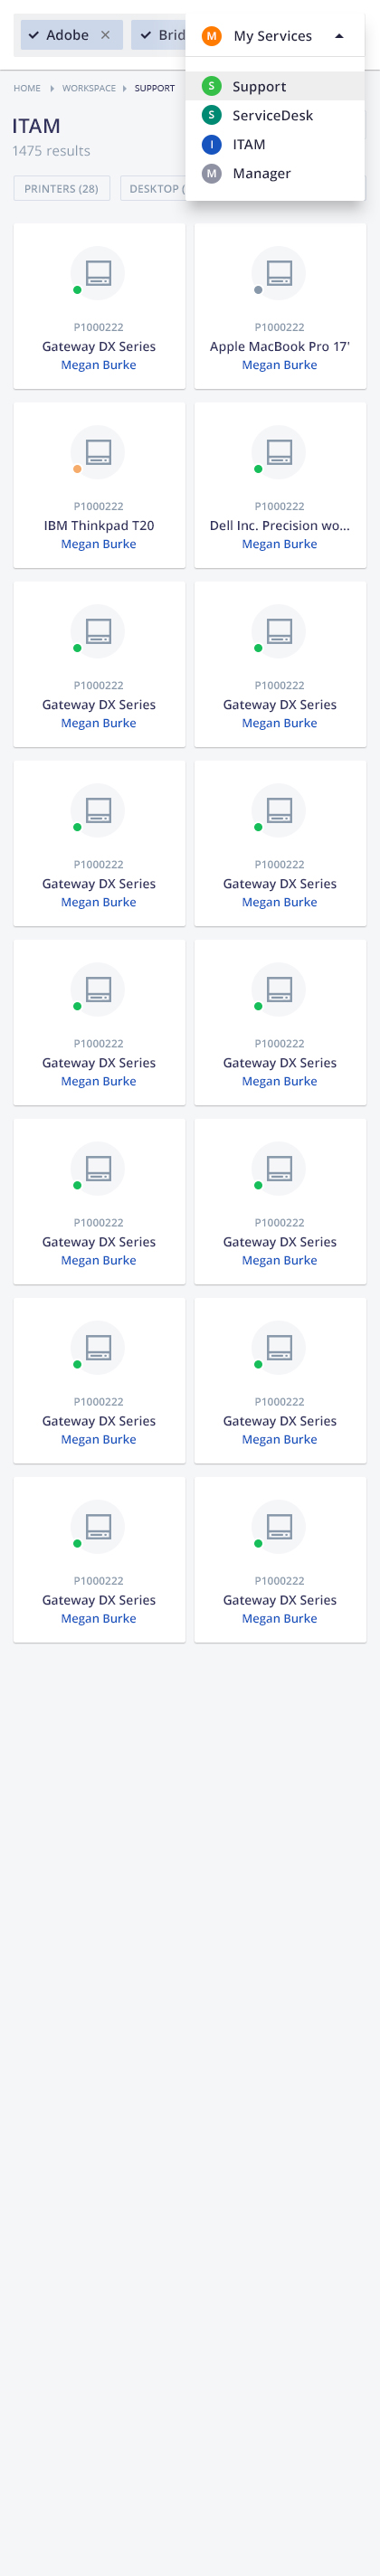 Adobe
Brid
M My Services
S Support
S ServiceDesk
I ITAM
M Manager
HOME WORKSPACE SUPPORT
ITAM
1475 results
PRINTERS (28) DESKTOP (
P1000222 P1000222
Gateway DX Series Apple MacBook Pro 17'
Megan Burke Megan Burke
P1000222 P1000222
IBM Thinkpad T20 Dell Inc. Precision wo...
Megan Burke Megan Burke
P1000222 P1000222
Gateway DX Series Gateway DX Series
Megan Burke Megan Burke
P1000222 P1000222
Gateway DX Series Gateway DX Series
Megan Burke Megan Burke
P1000222 P1000222
Gateway DX Series Gateway DX Series
Megan Burke Megan Burke
P1000222 P1000222
Gateway DX Series Gateway DX Series
Megan Burke Megan Burke
P1000222 P1000222
Gateway DX Series Gateway DX Series
Megan Burke Megan Burke
P1000222 P1000222
Gateway DX Series Gateway DX Series
Megan Burke Megan Burke